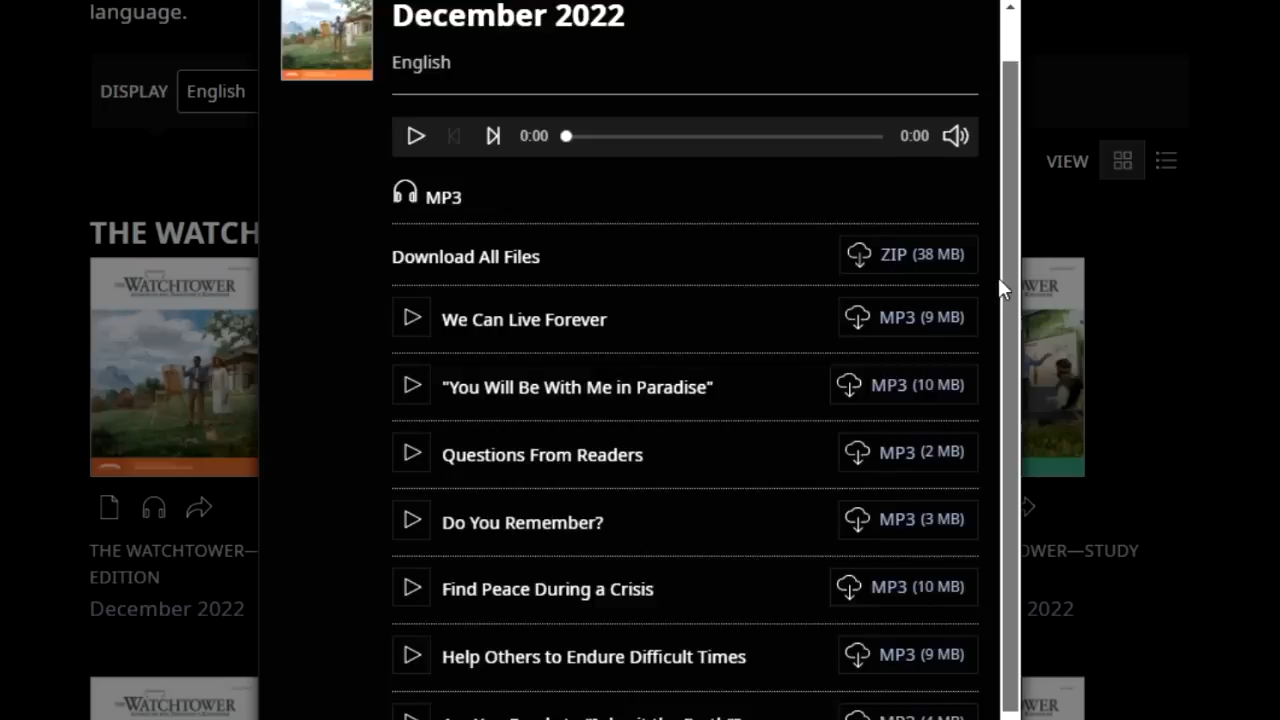 language.
December 2022
English
DISPLAY
English
0:00
0:00
VIEW
MP3
THE WATCH
Download All Files
ZIP (38 MB)
WATCHTOWER
We Can Live Forever
MP3 (9 MB)
"You Will Be With Me in Paradise"
MP3 (10 MB)
Questions From Readers
MP3 (2 MB)
Do You Remember?
MP3 (3 MB)
THE WATCHTOWER—
EDITION
OWER—STUDY
Find Peace During a Crisis
MP3 (10 MB)
December 2022
2022
Help Others to Endure Difficult Times
MP3 (9 MB)
WATCHTOWER